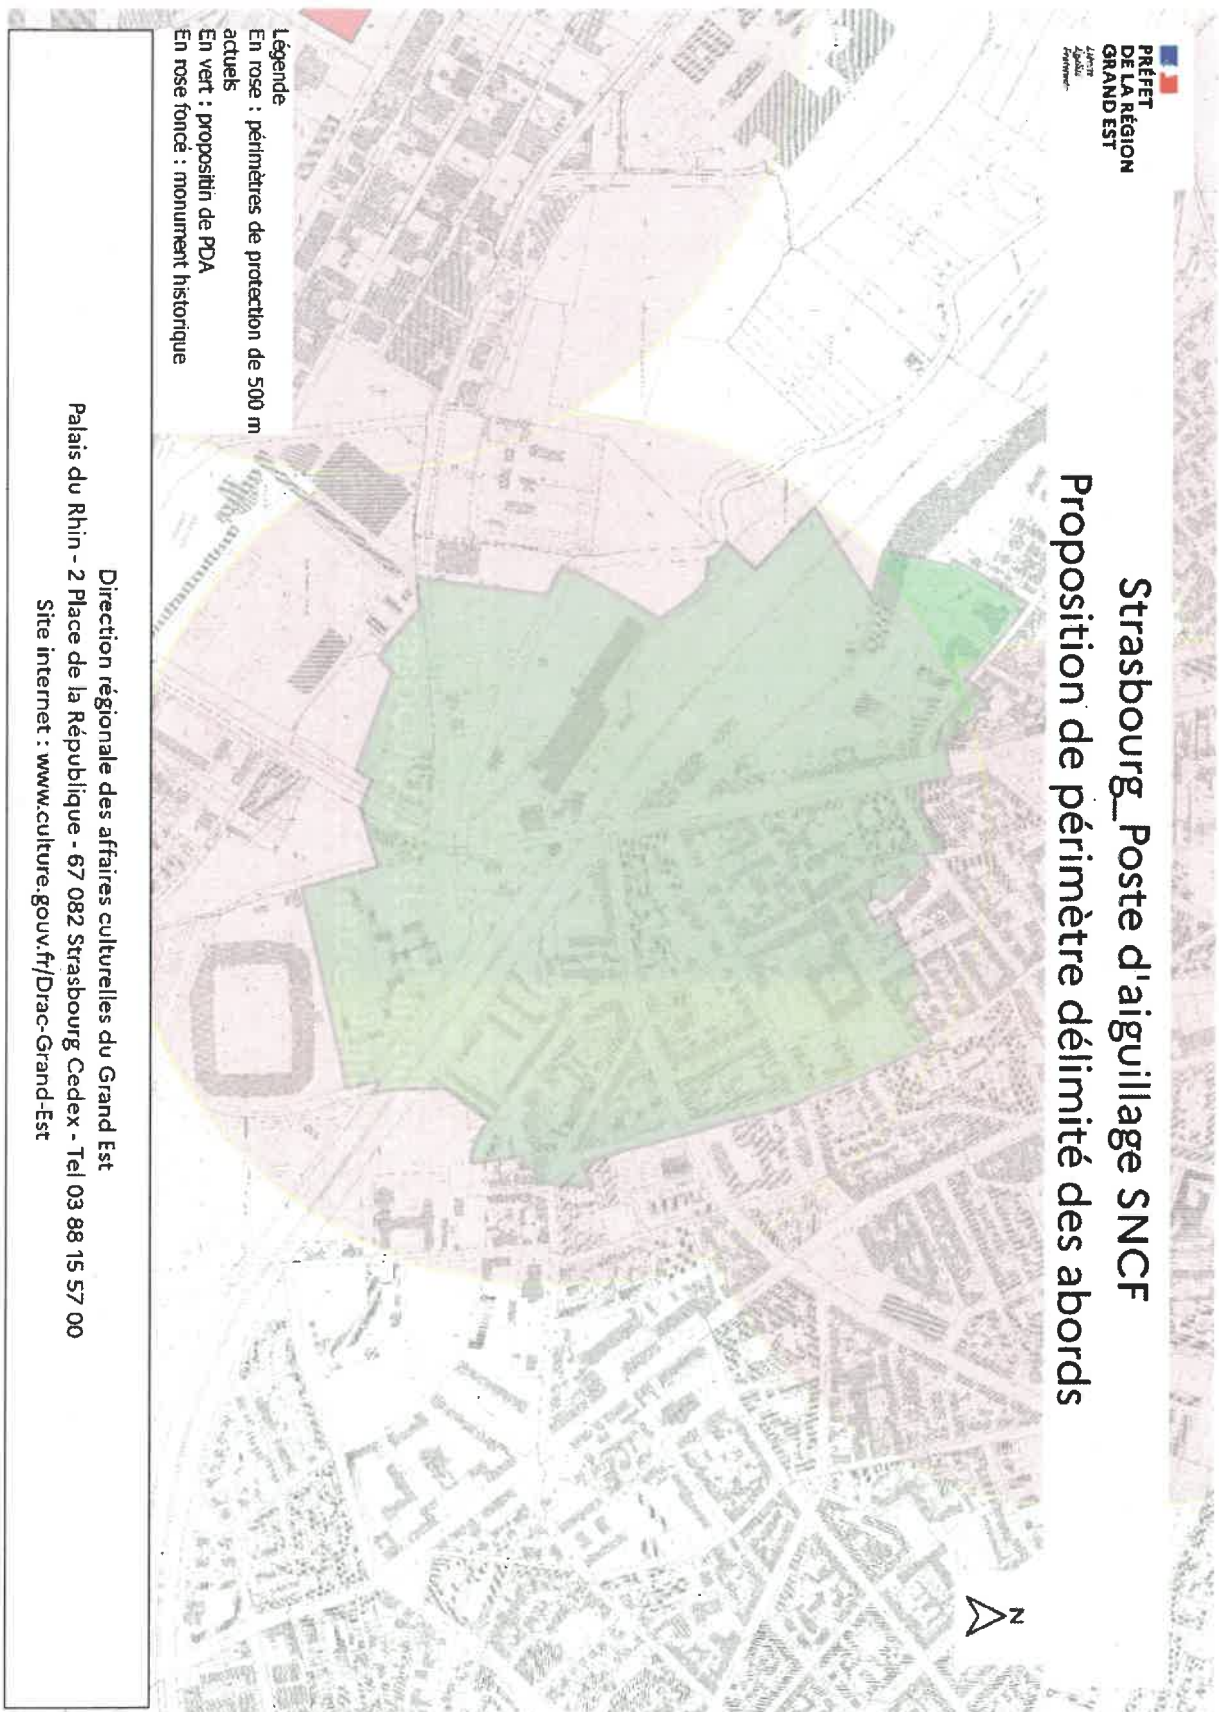 PRÉFET
DE LA RÉGION
GRAND EST
Liberté
Égalité
Fraternité
Strasbourg_Poste d'aiguillage SNCF
Proposition de périmètre délimité des abords
N
Légende
En rose : périmètres de protection de 500 m
actuels
En vert : propositin de PDA
En rose foncé : monument historique
Direction régionale des affaires culturelles du Grand Est
Palais du Rhin - 2 Place de la République - 67 082 Strasbourg Cedex - Tel 03 88 15 57 00
Site internet : www.culture.gouv.fr/Drac-Grand-Est